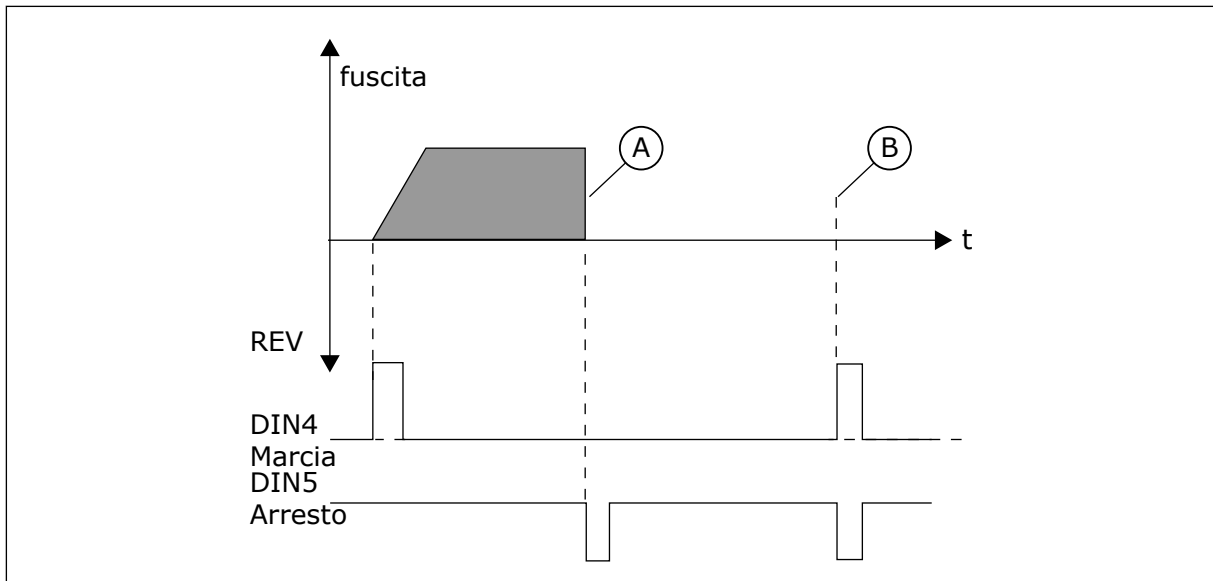 fuscita
A
B
t
REV
DIN4
Marcia
DIN5
Arresto